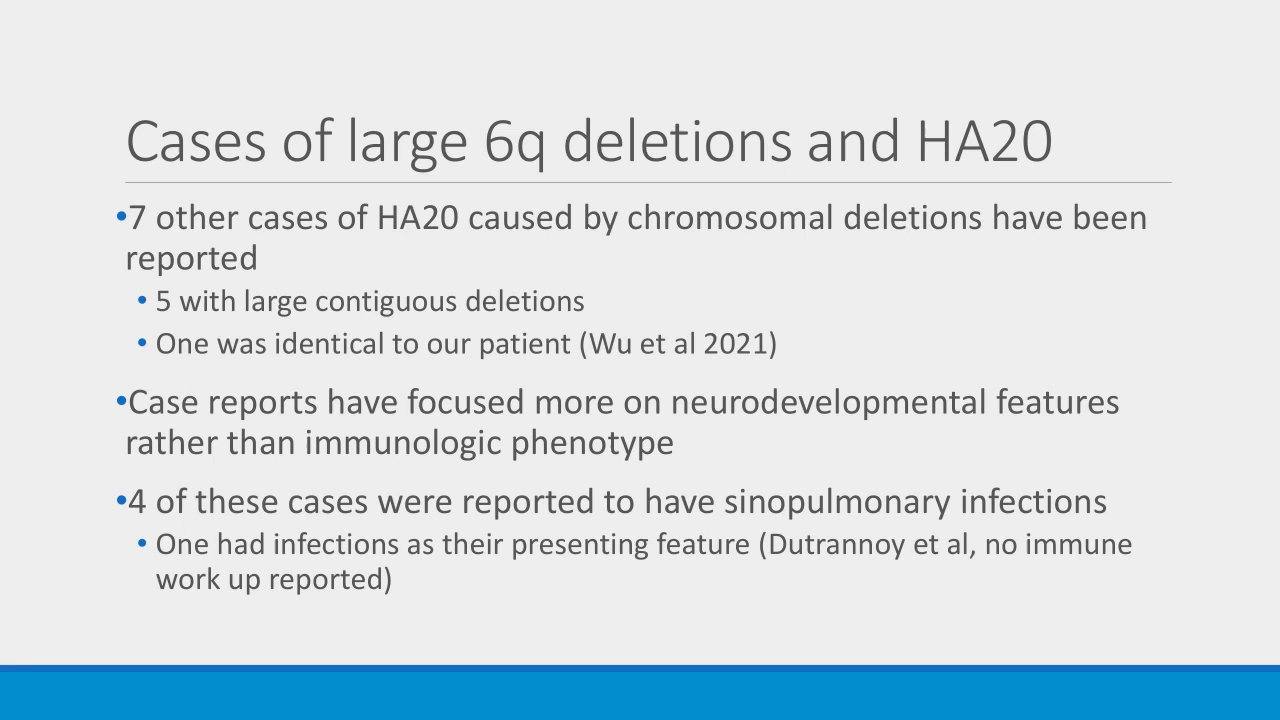 Cases of large 6q deletions and HA20
•7 other cases of HA20 caused by chromosomal deletions have been
reported
• 5 with large contiguous deletions
• One was identical to our patient (Wu et al 2021)
•Case reports have focused more on neurodevelopmental features
rather than immunologic phenotype
•4 of these cases were reported to have sinopulmonary infections
• One had infections as their presenting feature (Dutrannoy et al, no immune
work up reported)